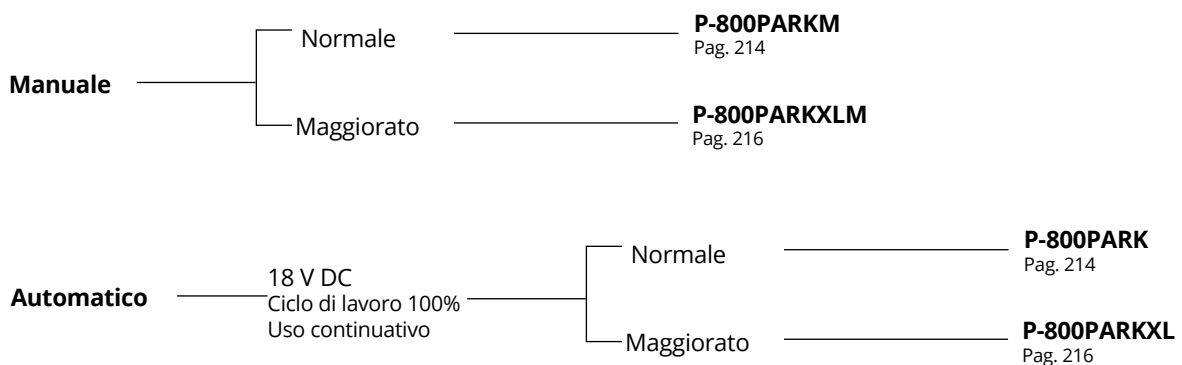 Normale
P-800PARKM
Pag. 214
Manuale
Maggiorato
P-800PARKXLM
Pag. 216
Normale
P-800PARK
Pag. 214
Automatico
18 V DC
Ciclo di lavoro 100%
Uso continuativo
Maggiorato
P-800PARKXL
Pag. 216